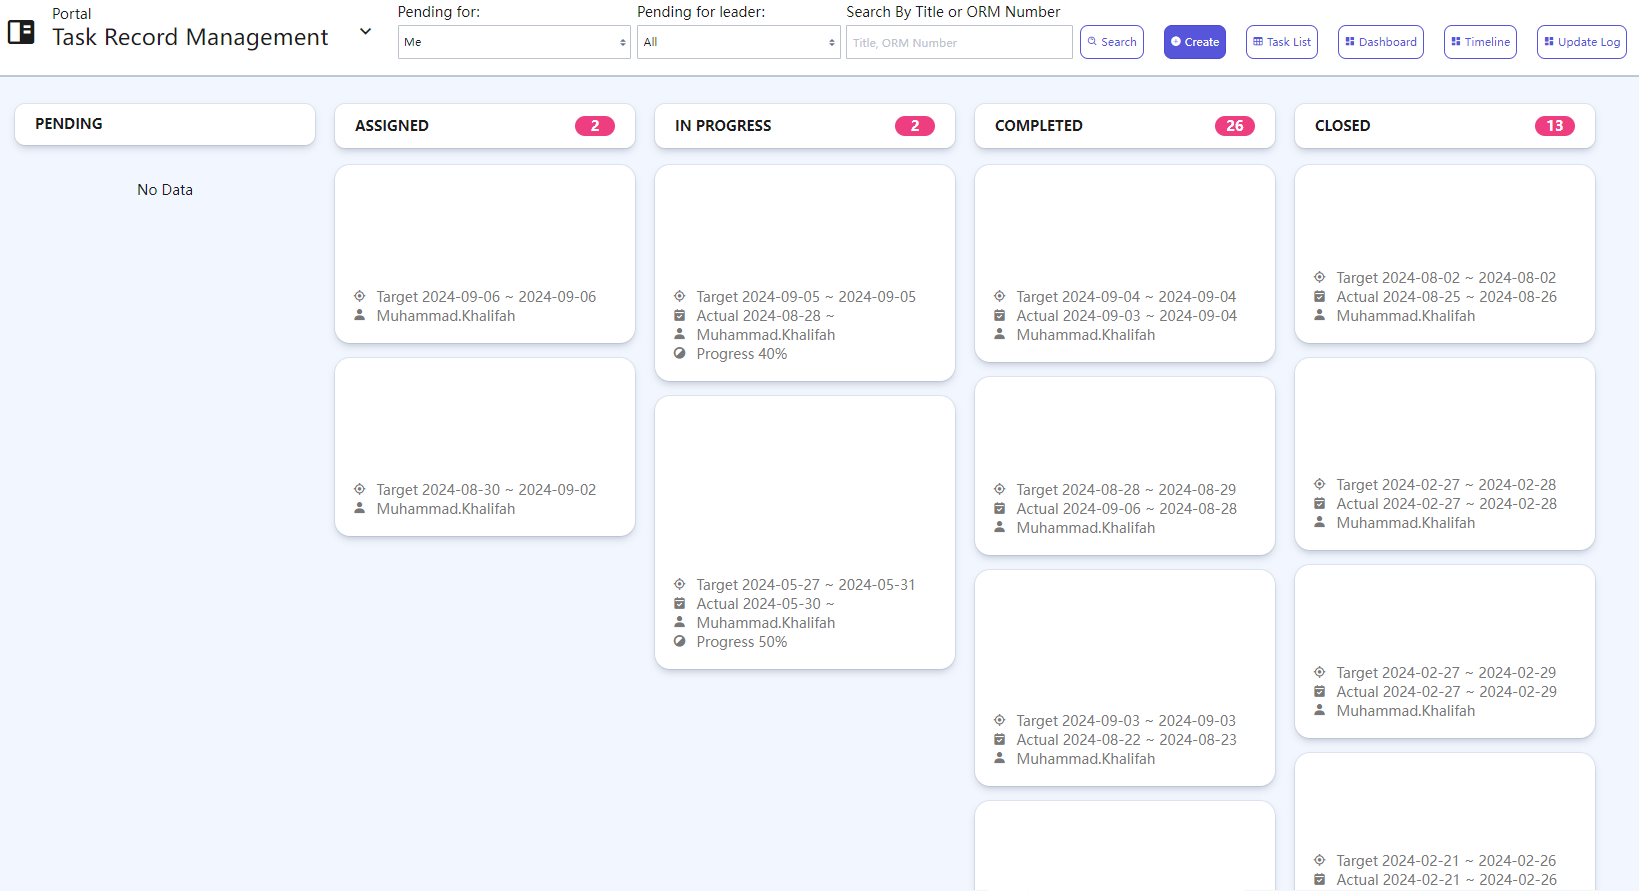 Portal
Task Record Management
Pending for:
Me
Pending for leader:
All
Search By Title or ORM Number
Title, ORM Number
Search
Create
Task List
Dashboard
Timeline
Update Log
PENDING
No Data
ASSIGNED 2
Target 2024-09-06 ~ 2024-09-06
Muhammad.Khalifah
Target 2024-08-30 ~ 2024-09-02
Muhammad.Khalifah
IN PROGRESS 2
Target 2024-09-05 ~ 2024-09-05
Actual 2024-08-28 ~
Muhammad.Khalifah
Progress 40%
Target 2024-05-27 ~ 2024-05-31
Actual 2024-05-30 ~
Muhammad.Khalifah
Progress 50%
COMPLETED 26
Target 2024-09-04 ~ 2024-09-04
Actual 2024-09-03 ~ 2024-09-04
Muhammad.Khalifah
Target 2024-08-28 ~ 2024-08-29
Actual 2024-09-06 ~ 2024-08-28
Muhammad.Khalifah
Target 2024-09-03 ~ 2024-09-03
Actual 2024-08-22 ~ 2024-08-23
Muhammad.Khalifah
CLOSED 13
Target 2024-08-02 ~ 2024-08-02
Actual 2024-08-25 ~ 2024-08-26
Muhammad.Khalifah
Target 2024-02-27 ~ 2024-02-28
Actual 2024-02-27 ~ 2024-02-28
Muhammad.Khalifah
Target 2024-02-27 ~ 2024-02-29
Actual 2024-02-27 ~ 2024-02-29
Muhammad.Khalifah
Target 2024-02-21 ~ 2024-02-26
Actual 2024-02-21 ~ 2024-02-26